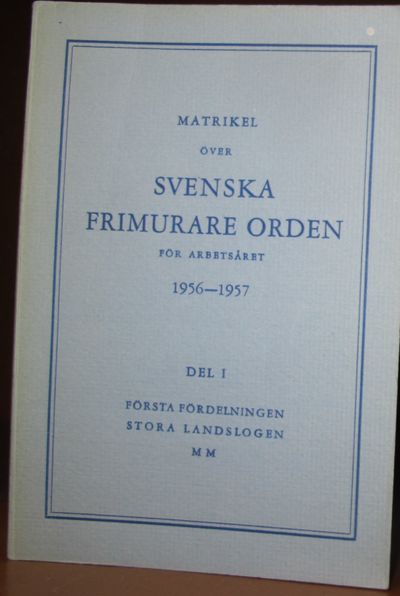 MATRIKEL
ÖVER
SVENSKA
FRIMURARE ORDEN
FÖR ARBETSÅRET
1956—1957
DEL I
FÖRSTA FÖRDELNINGEN
STORA LANDSLOGEN
MM